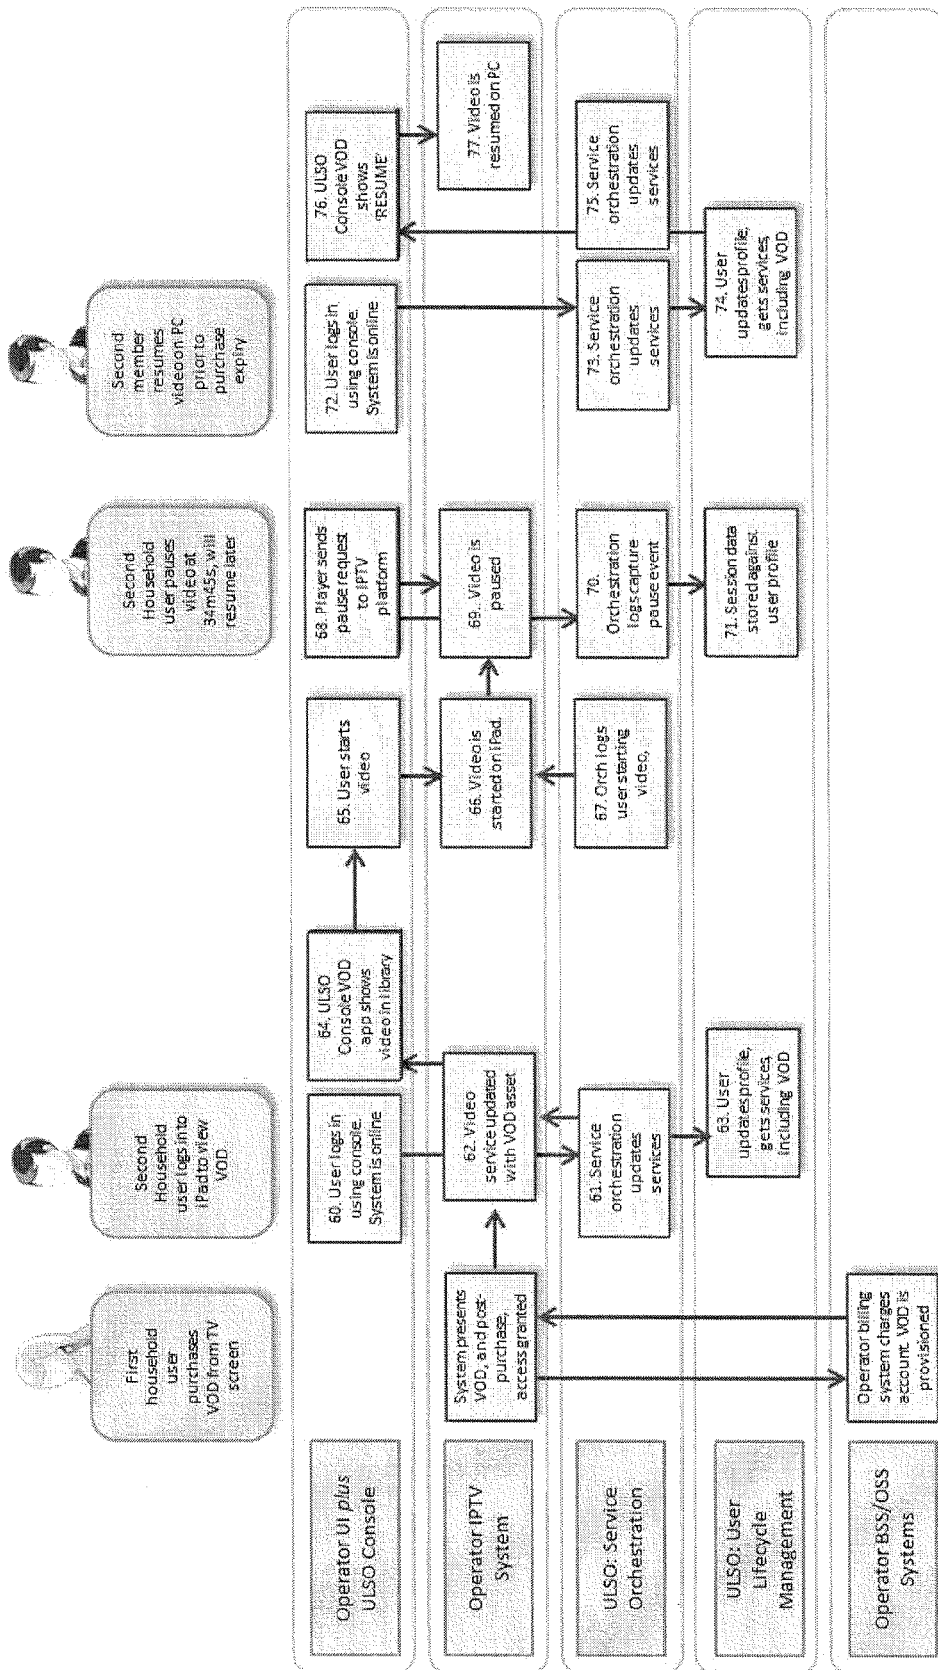 First
household
user
purchases
VOD from TV
screen
Second
Household
user logs into
iPad to view
VOD.
Second
Household
user pauses
video at
34m45s, will
resume later
Second
member
resumes
video on PC
prior to
purchase
expiry
Operator UI plus
ULSO Console
60. User logs in
using console.
System is online
64. ULSO
Console VOD
app shows
video in library
65. User starts
video
68. Player sends
pause request
to IPTV
platform
72. User logs in
using console.
System is online
76. ULSO
Console VOD
shows
'RESUME'
Operator IPTV
System
System presents
VOD, and post-
purchase,
access granted
62. Video
service updated
with VOD asset
66. Video is
started on iPad.
69. Video is
paused
77. Video is
resumed on PC
ULSO: Service
Orchestration
61. Service
orchestration
updates
services
67. Orch logs
user starting
video,
70.
Orchestration
logs capture
pause event
73. Service
orchestration
updates
services
75. Service
orchestration
updates
services
ULSO: User
Lifecycle
Management
63. User
updates profile,
gets services,
including VOD
71. Session data
stored against
user profile
74. User
updates profile,
gets services,
including VOD
Operator BSS/OSS
Systems
Operator billing
system charges
account. VOD is
provisioned